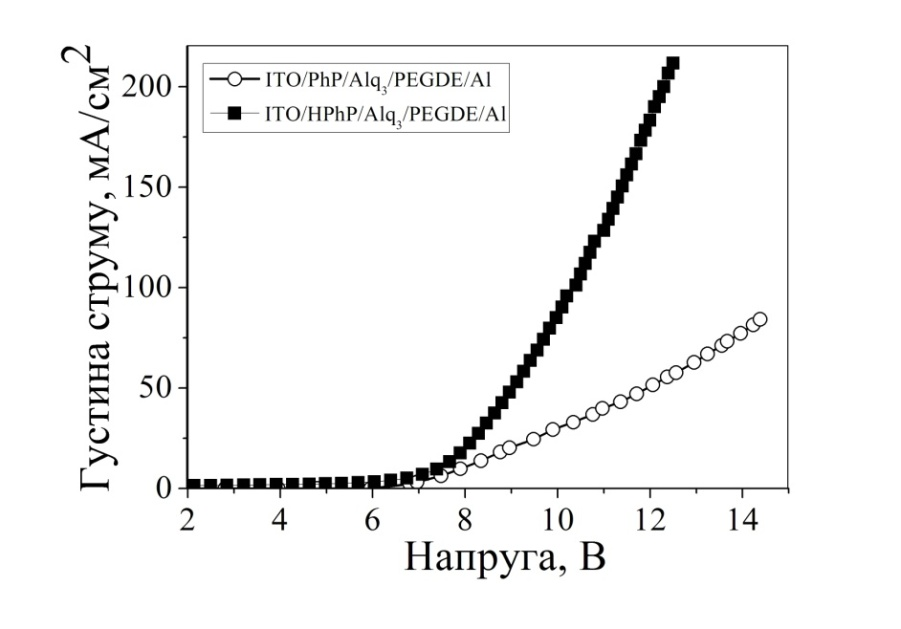 Густина струму, мА/см²
200
150
100
50
0
ITO/PhP/Alq₃/PEGDE/Al
ITO/HPhP/Alq₃/PEGDE/Al
2 4 6 8 10 12 14
Напруга, В